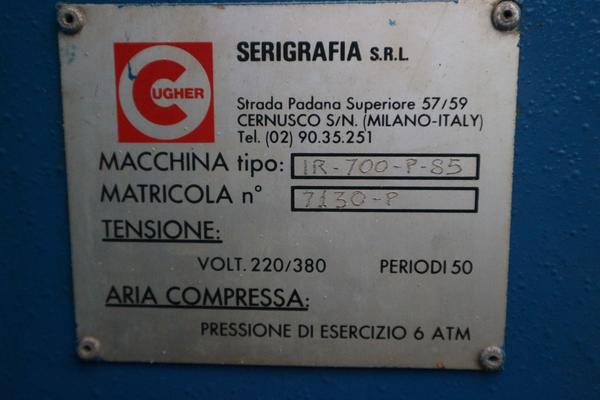 CUGHER
SERIGRAFIA S.R.L.
Strada Padana Superiore 57/59
CERNUSCO S/N. (MILANO-ITALY)
Tel. (02) 90.35.251
MACCHINA tipo: IR-700-P-85
MATRICOLA n° 7130-P
TENSIONE:
VOLT. 220/380 PERIODI 50
ARIA COMPRESSA:
PRESSIONE DI ESERCIZIO 6 ATM